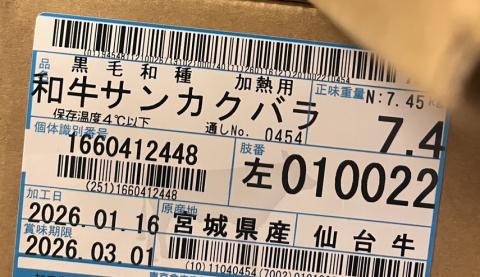 品名
黒毛和種 加熱用
和牛サンカクバラ
正味重量 N: 7.45
7.4
保存温度4℃以下
通しNo. 0454
個体識別番号
1660412448
(251)1660412448
肢番
左010022
加工日
2026.01.16
原産地
宮城県産
仙台牛
賞味期限
2026.03.01